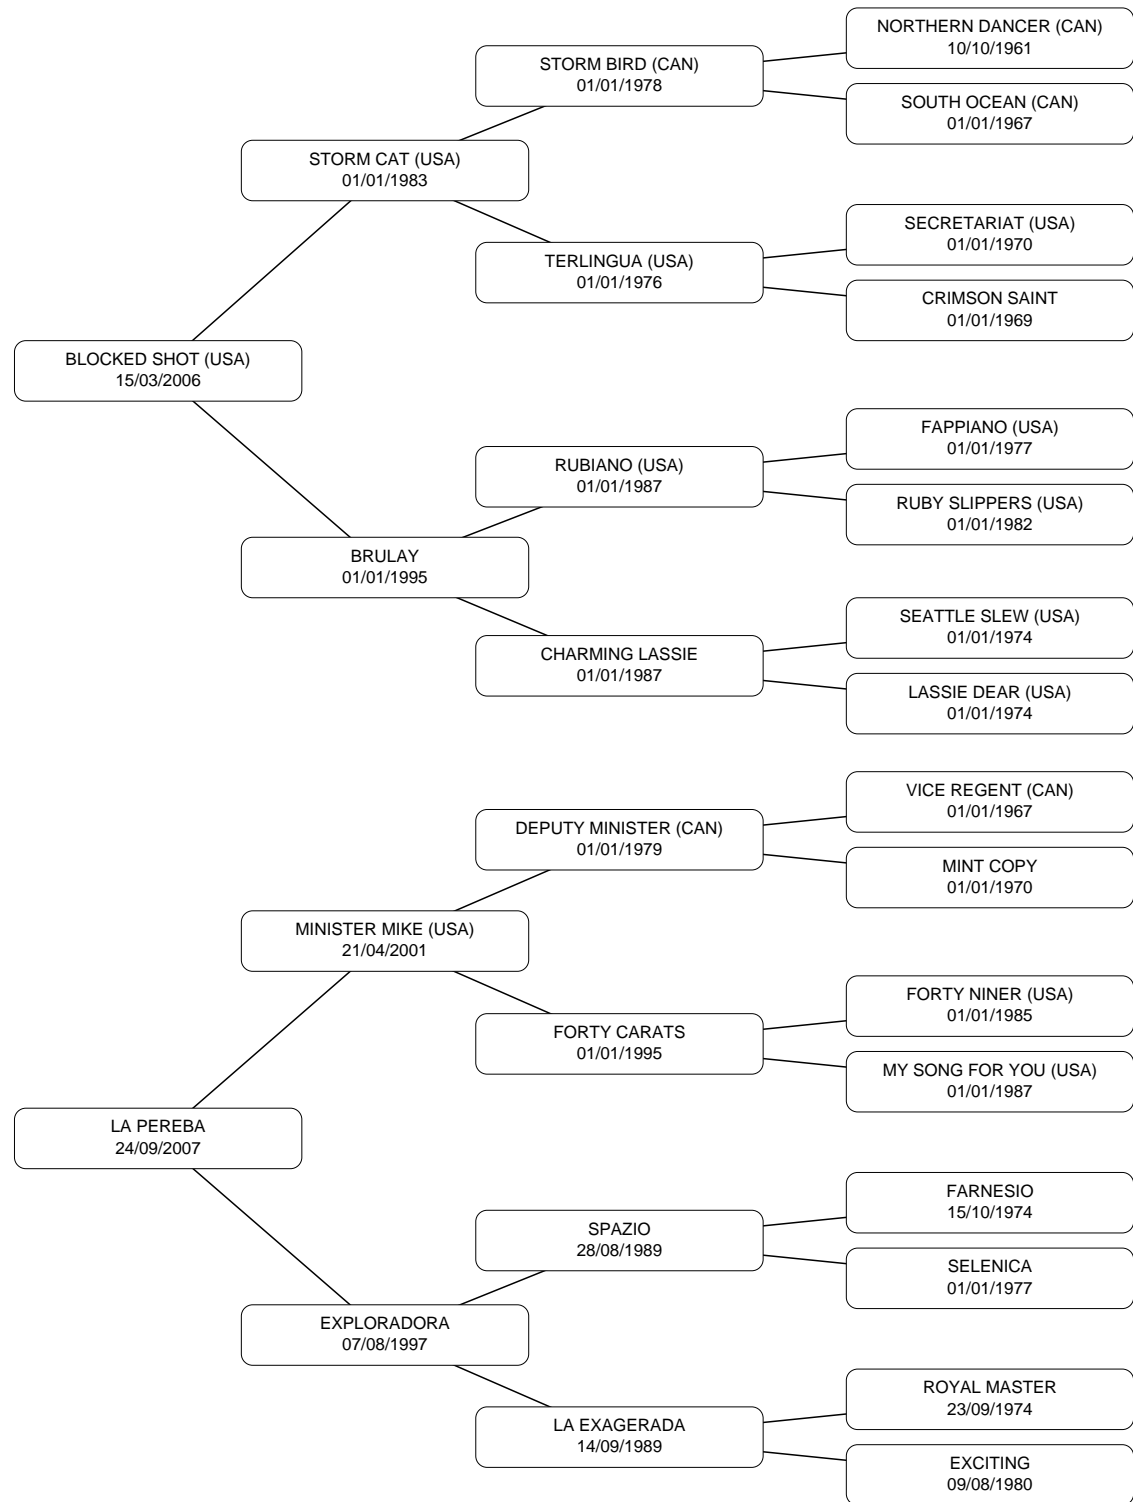 NORTHERN DANCER (CAN)
10/10/1961
STORM BIRD (CAN)
01/01/1978
SOUTH OCEAN (CAN)
01/01/1967
STORM CAT (USA)
01/01/1983
SECRETARIAT (USA)
01/01/1970
TERLINGUA (USA)
01/01/1976
CRIMSON SAINT
01/01/1969
BLOCKED SHOT (USA)
15/03/2006
FAPPIANO (USA)
01/01/1977
RUBIANO (USA)
01/01/1987
RUBY SLIPPERS (USA)
01/01/1982
BRULAY
01/01/1995
SEATTLE SLEW (USA)
01/01/1974
CHARMING LASSIE
01/01/1987
LASSIE DEAR (USA)
01/01/1974
VICE REGENT (CAN)
01/01/1967
DEPUTY MINISTER (CAN)
01/01/1979
MINT COPY
01/01/1970
MINISTER MIKE (USA)
21/04/2001
FORTY NINER (USA)
01/01/1985
FORTY CARATS
01/01/1995
MY SONG FOR YOU (USA)
01/01/1987
LA PEREBA
24/09/2007
FARNESIO
15/10/1974
SPAZIO
28/08/1989
SELENICA
01/01/1977
EXPLORADORA
07/08/1997
ROYAL MASTER
23/09/1974
LA EXAGERADA
14/09/1989
EXCITING
09/08/1980